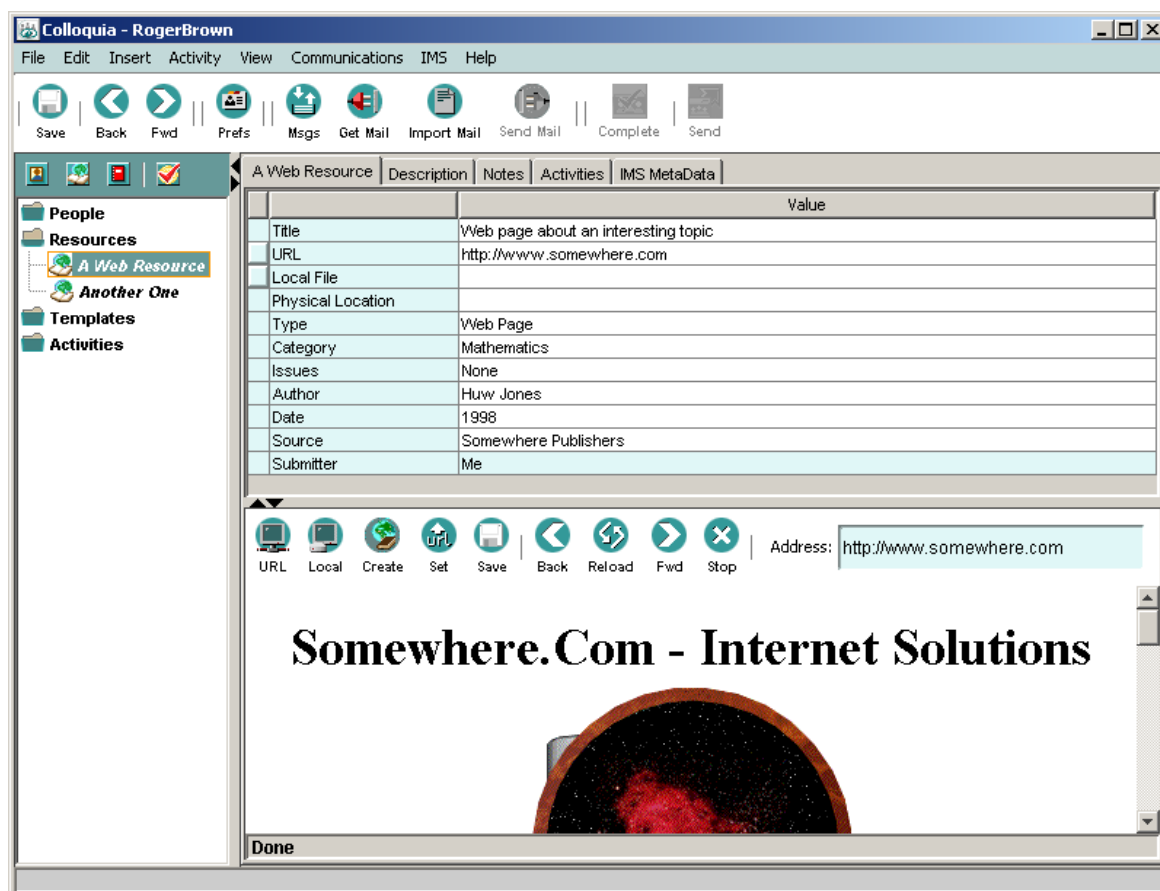 Colloquia - RogerBrown
File Edit Insert Activity View Communications IMS Help
Save Back Fwd Prefs Msgs Get Mail Import Mail Send Mail Complete Send
People
Resources
A Web Resource
Another One
Templates
Activities
A Web Resource Description Notes Activities IMS MetaData
Value
Title Web page about an interesting topic
URL http://www.somewhere.com
Local File
Physical Location
Type Web Page
Category Mathematics
Issues None
Author Huw Jones
Date 1998
Source Somewhere Publishers
Submitter Me
URL Local Create Set Save Back Reload Fwd Stop Address: http://www.somewhere.com
Somewhere.Com - Internet Solutions
Done